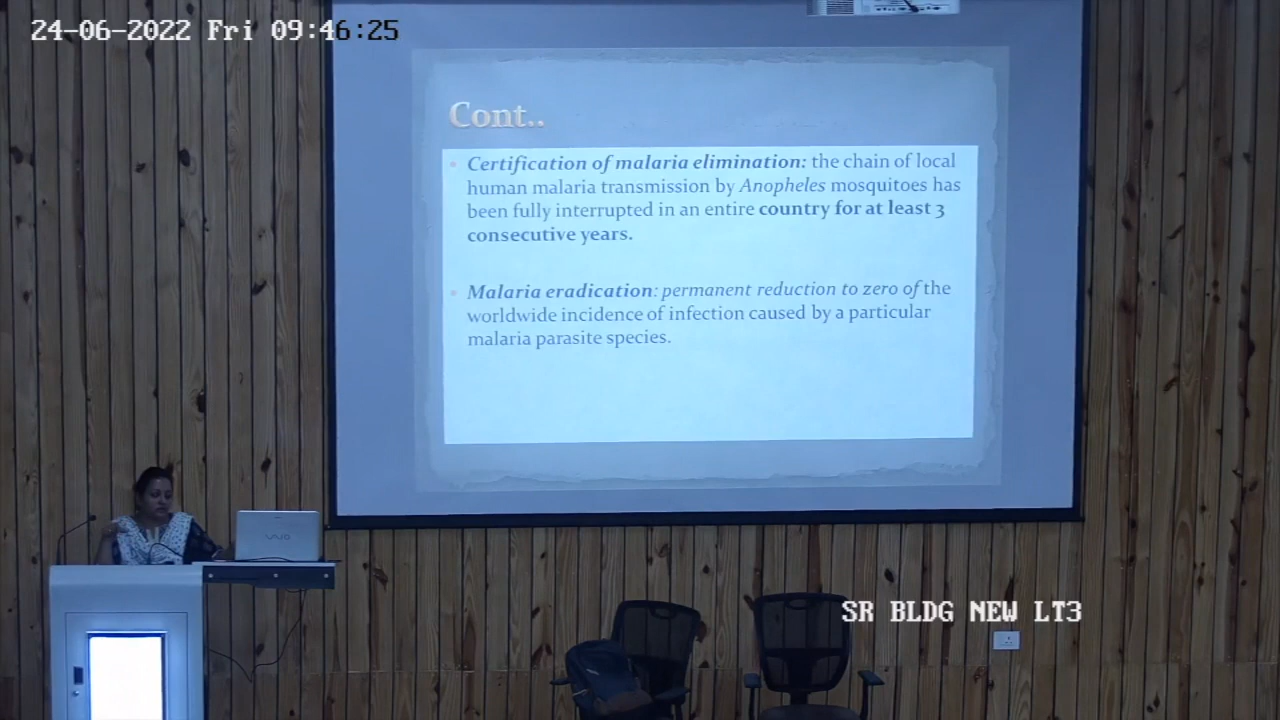 24-06-2022 Fri 09:46:25
Cont..
Certification of malaria elimination: the chain of local
human malaria transmission by Anopheles mosquitoes has
been fully interrupted in an entire country for at least 3
consecutive years.
Malaria eradication: permanent reduction to zero of the
worldwide incidence of infection caused by a particular
malaria parasite species.
VAIO
SR BLDG NEW LT3